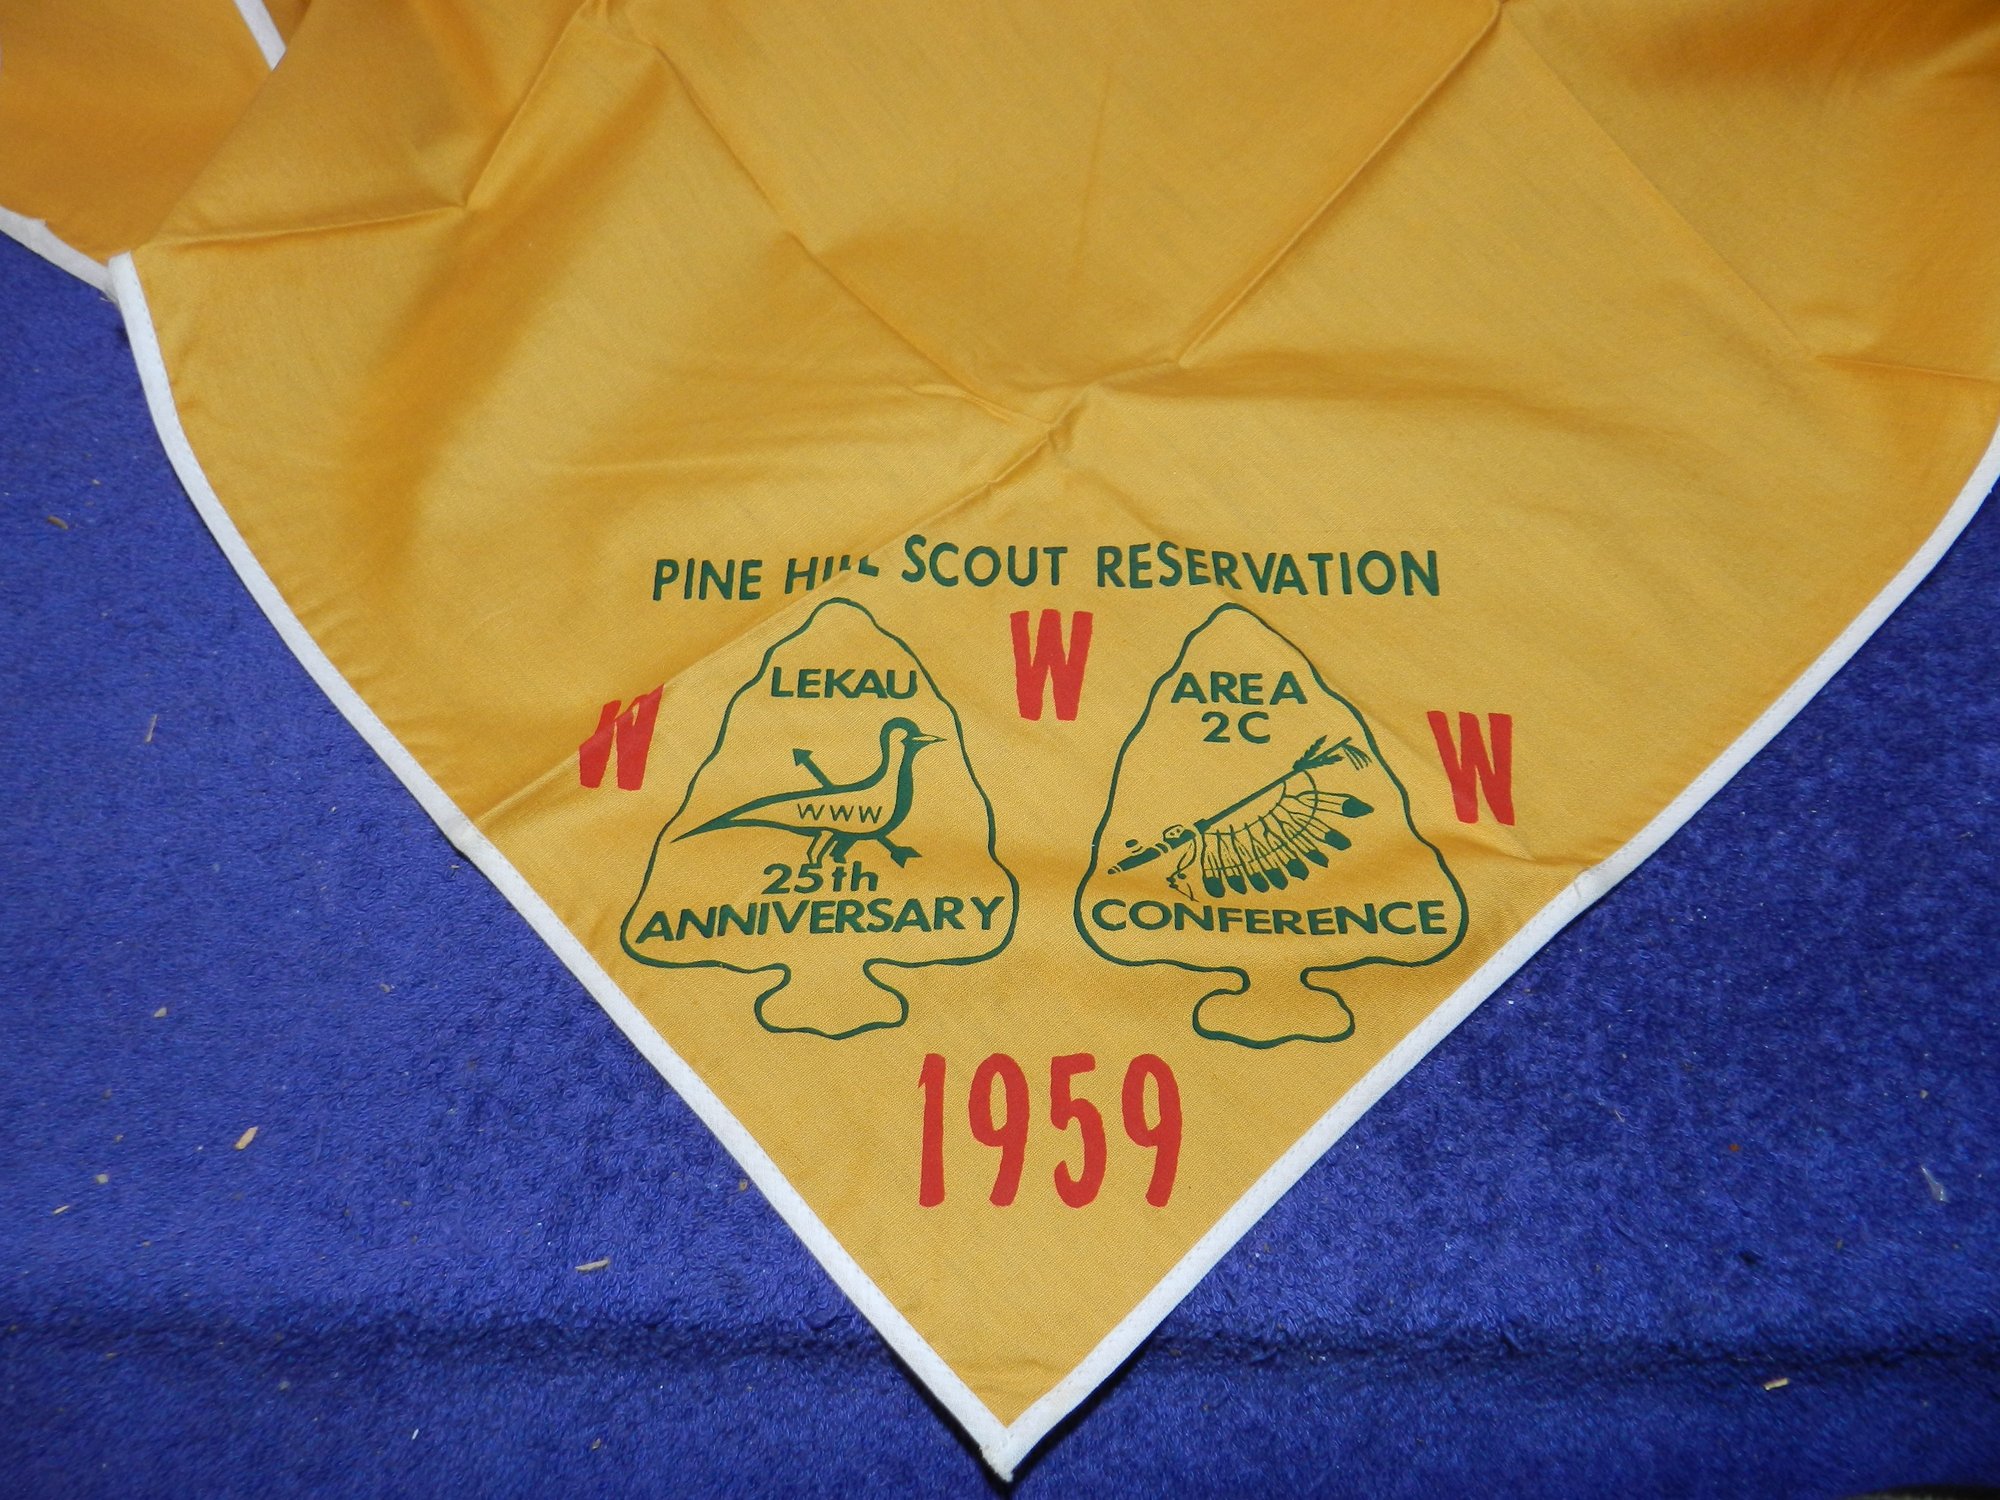 PINE HILL SCOUT RESERVATION
W W W
LEKAU
WWW
25th
ANNIVERSARY
AREA
2C
CONFERENCE
1959